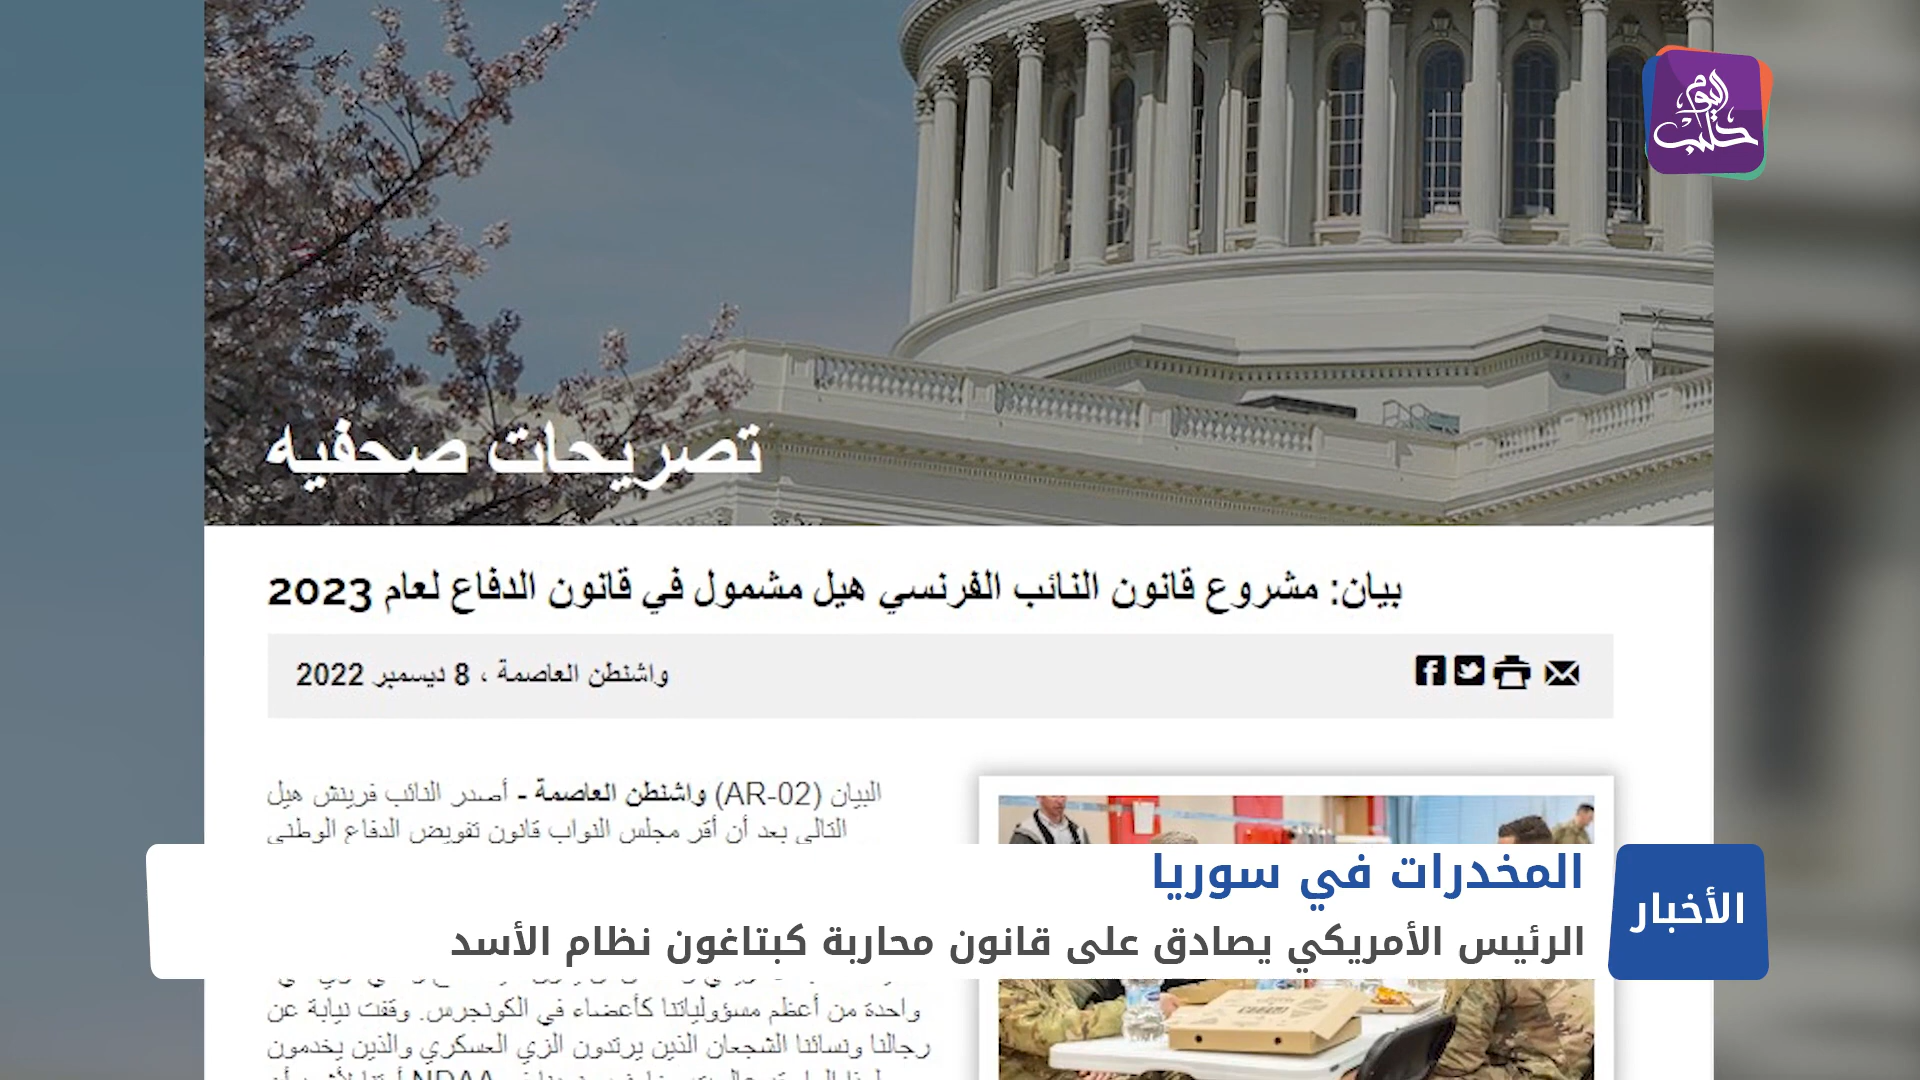 اليوم
حلب
تصريحات صحفيه
بيان: مشروع قانون النائب الفرنسي هيل مشمول في قانون الدفاع لعام 2023
واشنطن العاصمة ، 8 ديسمبر 2022
البيان (AR-02) واشنطن العاصمة - أصدر النائب فرينش هيل
التالي بعد أن أقر مجلس النواب قانون تفويض الدفاع الوطني
المخدرات في سوريا
الأخبار
الرئيس الأمريكي يصادق على قانون محاربة كبتاغون نظام الأسد
واحدة من أعظم مسؤولياتنا كأعضاء في الكونجرس. وقفت نيابة عن
رجالنا ونسائنا الشجعان الذين يرتدون الزي العسكري والذين يخدمون
NDAA